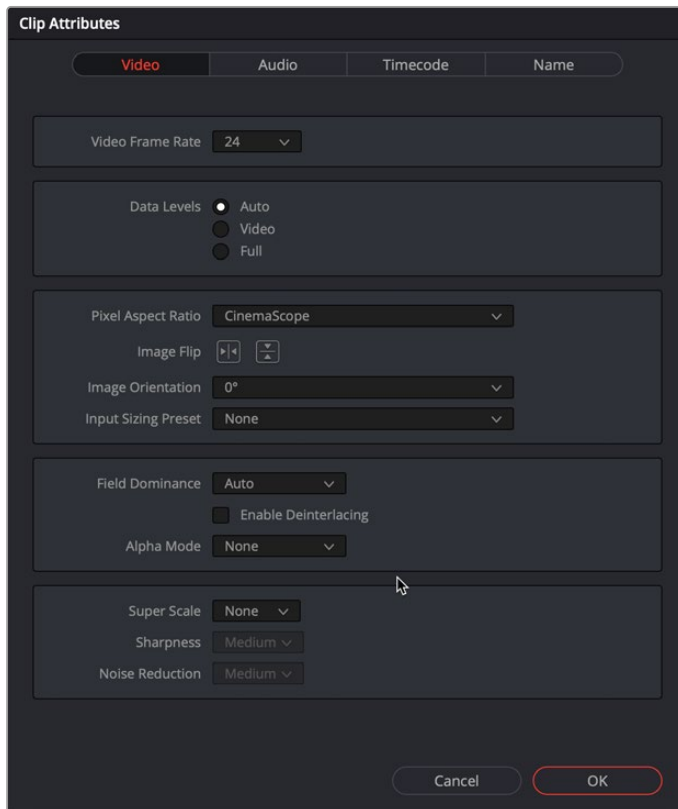 Clip Attributes
Video Audio Timecode Name
Video Frame Rate 24
Data Levels Auto
Video
Full
Pixel Aspect Ratio CinemaScope
Image Flip
Image Orientation 0°
Input Sizing Preset None
Field Dominance Auto
Enable Deinterlacing
Alpha Mode None
Super Scale None
Sharpness Medium
Noise Reduction Medium
Cancel OK